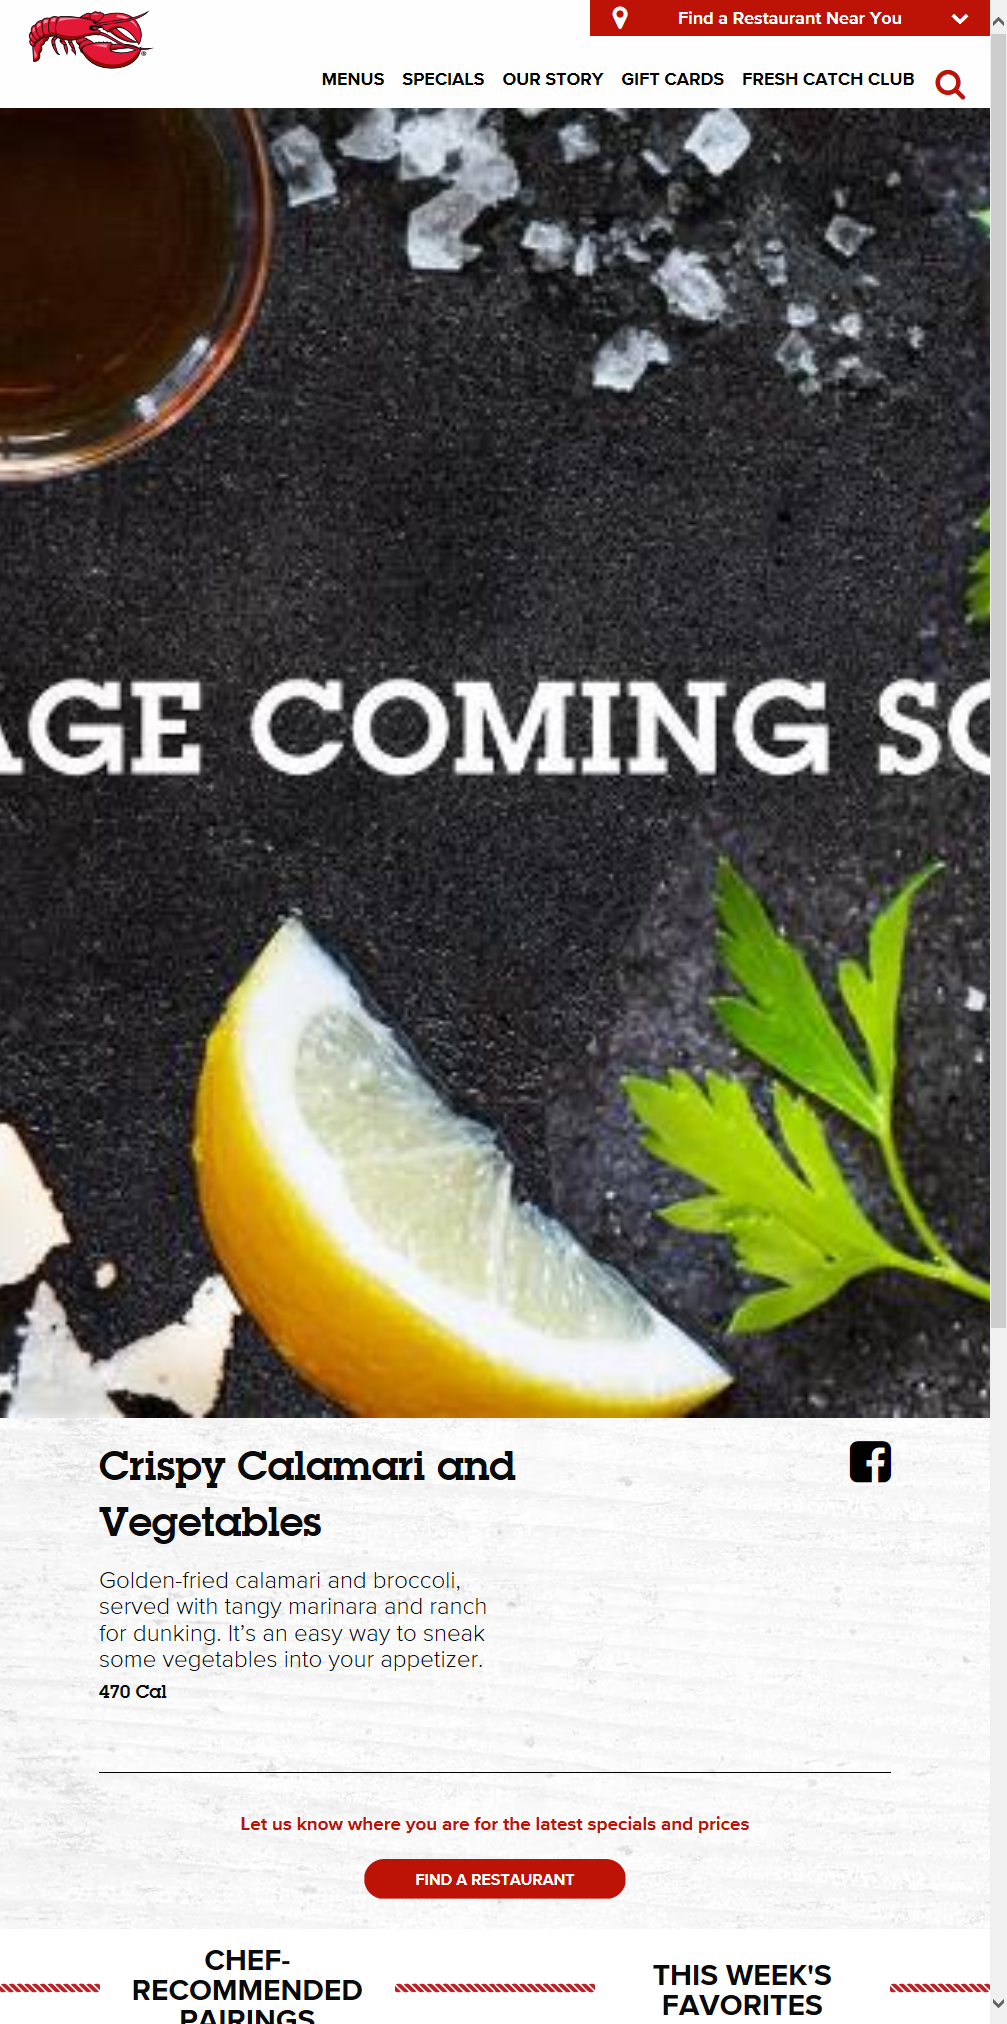 Find a Restaurant Near You
MENUS SPECIALS OUR STORY GIFT CARDS FRESH CATCH CLUB
AGE COMING SO
Crispy Calamari and
Vegetables
Golden-fried calamari and broccoli,
served with tangy marinara and ranch
for dunking. It’s an easy way to sneak
some vegetables into your appetizer.
470 Cal
Let us know where you are for the latest specials and prices
FIND A RESTAURANT
CHEF-
RECOMMENDED
PAIRINGS
THIS WEEK'S
FAVORITES